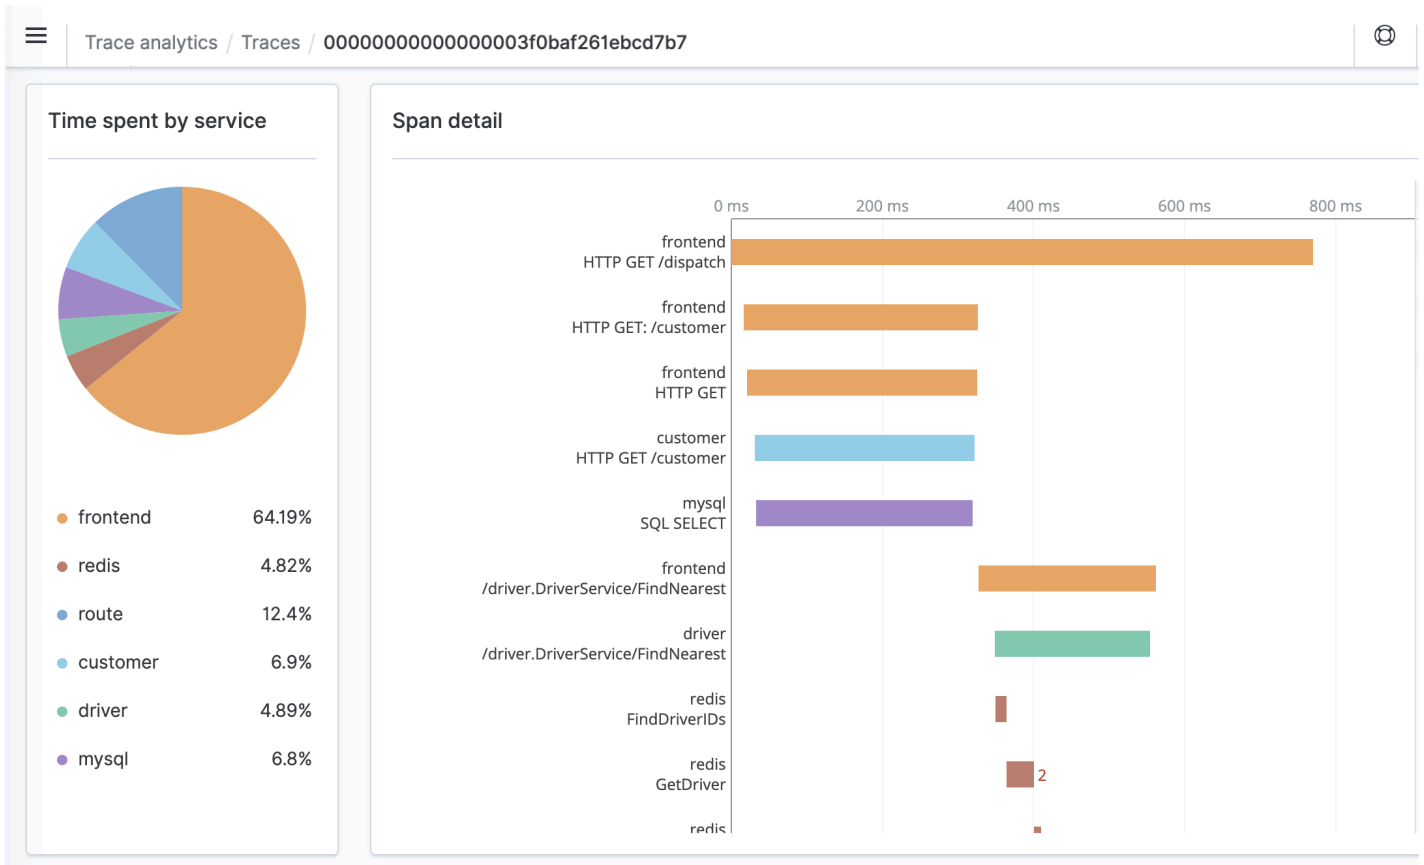 Trace analytics / Traces / 00000000000000003f0baf261ebcd7b7
Time spent by service
frontend 64.19%
redis 4.82%
route 12.4%
customer 6.9%
driver 4.89%
mysql 6.8%
Span detail
0 ms 200 ms 400 ms 600 ms 800 ms
frontend
HTTP GET /dispatch
frontend
HTTP GET: /customer
frontend
HTTP GET
customer
HTTP GET /customer
mysql
SQL SELECT
frontend
/driver.DriverService/FindNearest
driver
/driver.DriverService/FindNearest
redis
FindDriverIDs
redis
GetDriver 2
redis